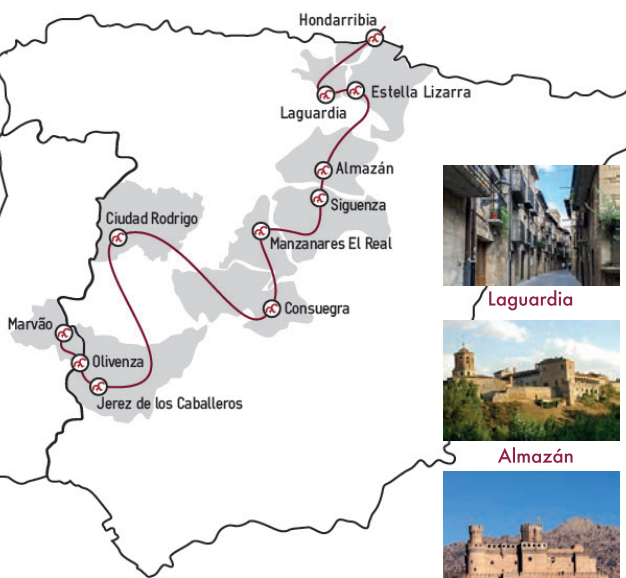 Hondarribia
Estella Lizarra
Laguardia
Almazán
Siguenza
Ciudad Rodrigo
Manzanares El Real
Consuegra
Marvão
Olivenza
Jerez de los Caballeros
Laguardia
Almazán